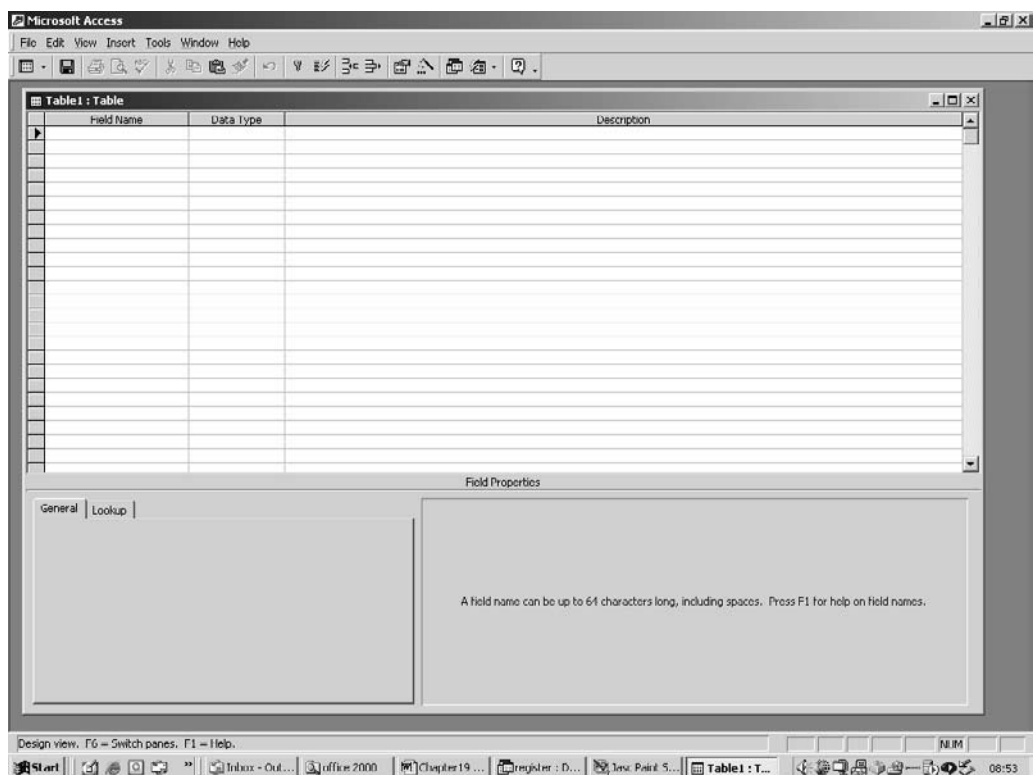 Microsoft Access
File Edit View Insert Tools Window Help
Table1 : Table
Field Name Data Type Description
Field Properties
General Lookup
A field name can be up to 64 characters long, including spaces. Press F1 for help on field names.
Design view. F6 = Switch panes. F1 = Help. NUM
Start » Inbox - Out... office 2000 Chapter19 ... register : D... Jasc Paint S... Table1 : T... 08:53